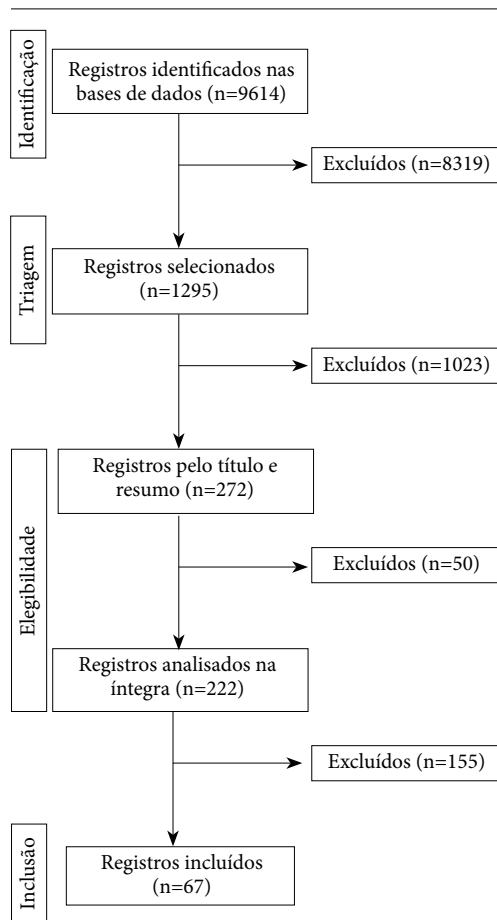 Identificação
Registros identificados nas
bases de dados (n=9614)
Excluídos (n=8319)
Triagem
Registros selecionados
(n=1295)
Excluídos (n=1023)
Elegibilidade
Registros pelo título e
resumo (n=272)
Excluídos (n=50)
Registros analisados na
íntegra (n=222)
Excluídos (n=155)
Inclusão
Registros incluídos
(n=67)